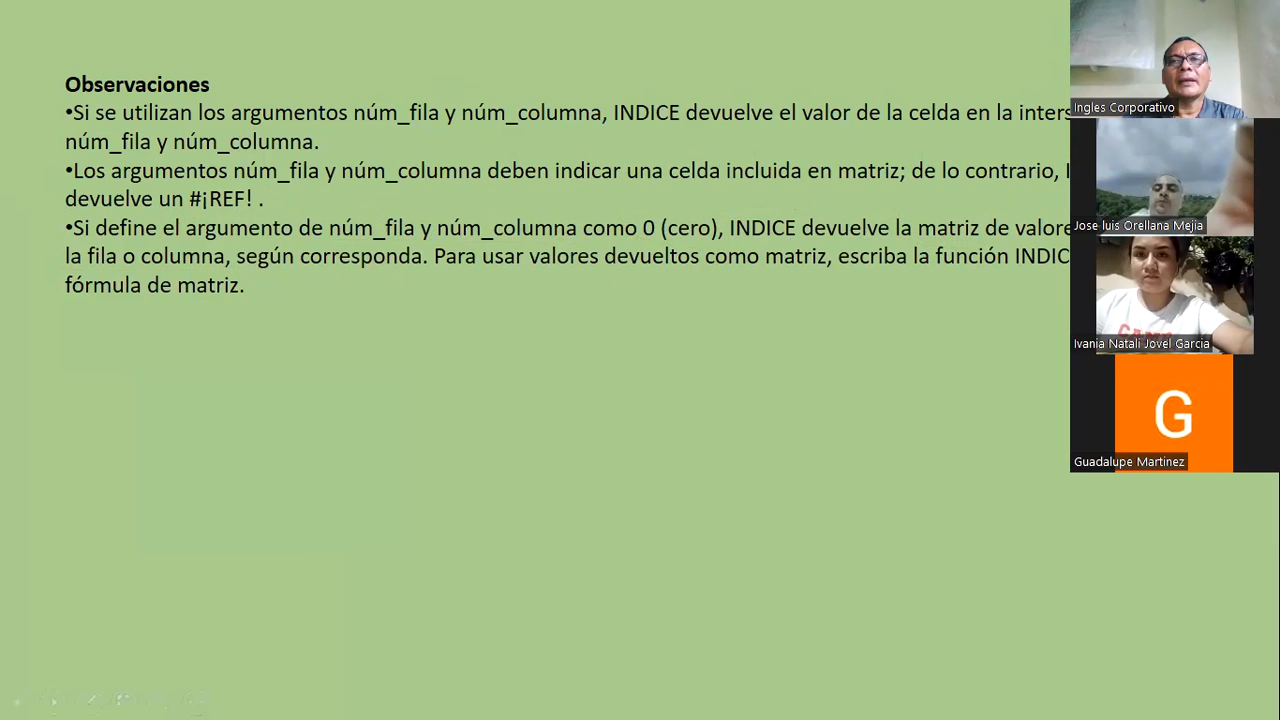 Observaciones
•Si se utilizan los argumentos núm_fila y núm_columna, INDICE devuelve el valor de la celda en la
núm_fila y núm_columna.
•Los argumentos núm_fila y núm_columna deben indicar una celda incluida en matriz; de lo contrario,
devuelve un #¡REF! .
•Si define el argumento de núm_fila y núm_columna como 0 (cero), INDICE devuelve la matriz de
la fila o columna, según corresponda. Para usar valores devueltos como matriz, escriba la función
fórmula de matriz.
Ingles Corporativo
Jose luis Orellana Mejia
Ivania Natali Jovel Garcia
G
Guadalupe Martinez